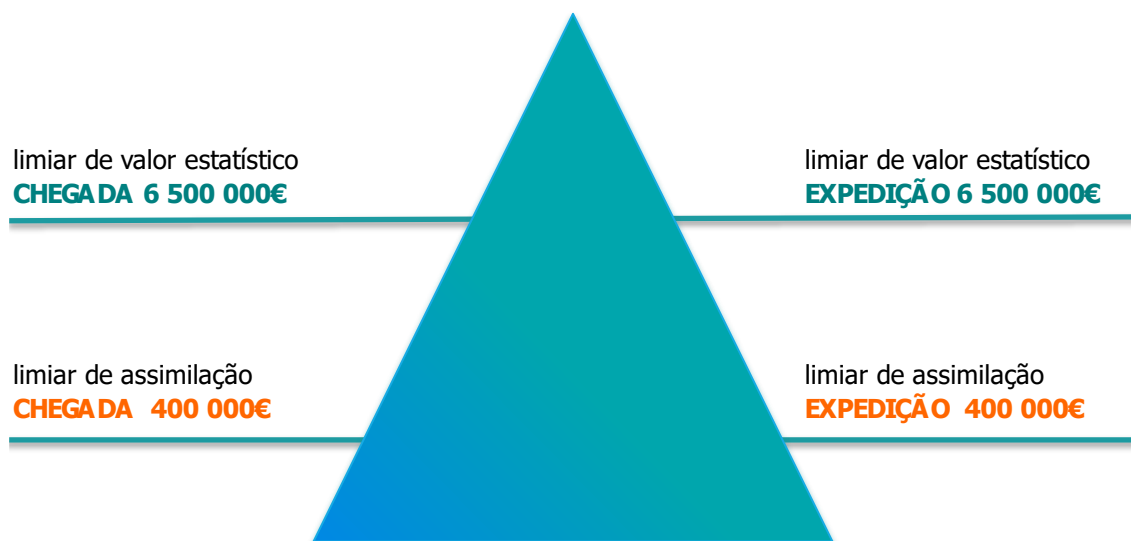 limiar de valor estatístico
CHEGADA 6 500 000€
limiar de valor estatístico
EXPEDIÇÃO 6 500 000€
limiar de assimilação
CHEGADA 400 000€
limiar de assimilação
EXPEDIÇÃO 400 000€